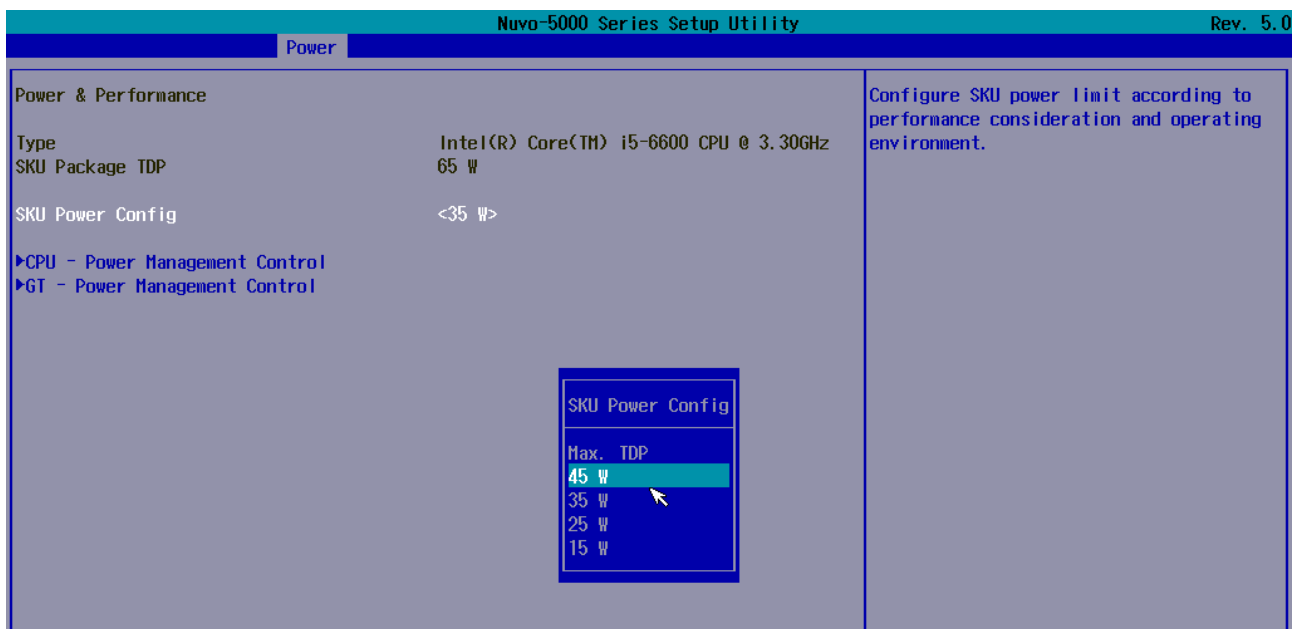 Nuvo-5000 Series Setup Utility Rev. 5.0
Power
Power & Performance
Type Intel(R) Core(TM) i5-6600 CPU @ 3.30GHz
SKU Package TDP 65 W
SKU Power Config <35 W>
►CPU - Power Management Control
►GT - Power Management Control
Configure SKU power limit according to
performance consideration and operating
environment.
SKU Power Config
Max. TDP
45 W
35 W
25 W
15 W